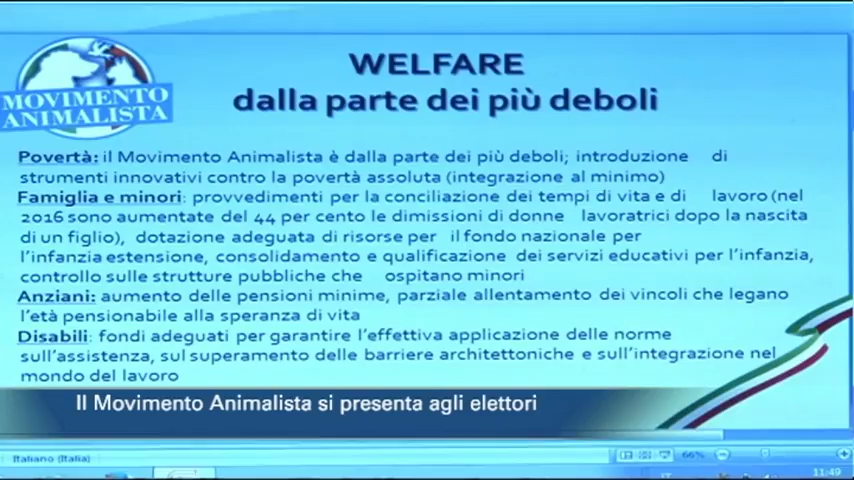 WELFARE
dalla parte dei più deboli
MOVIMENTO
ANIMALISTA
Povertà: il Movimento Animalista è dalla parte dei più deboli; introduzione di
strumenti innovativi contro la povertà assoluta (integrazione al minimo)
Famiglia e minori: provvedimenti per la conciliazione dei tempi di vita e di lavoro (nel
2016 sono aumentate del 44 per cento le dimissioni di donne lavoratrici dopo la nascita
di un figlio), dotazione adeguata di risorse per il fondo nazionale per
l'infanzia estensione, consolidamento e qualificazione dei servizi educativi per l'infanzia,
controllo sulle strutture pubbliche che ospitano minori
Anziani: aumento delle pensioni minime, parziale allentamento dei vincoli che legano
l'età pensionabile alla speranza di vita
Disabili: fondi adeguati per garantire l'effettiva applicazione delle norme
sull'assistenza, sul superamento delle barriere architettoniche e sull'integrazione nel
mondo del lavoro
Il Movimento Animalista si presenta agli elettori
Italiano (Italia)
66%
IT
11:49